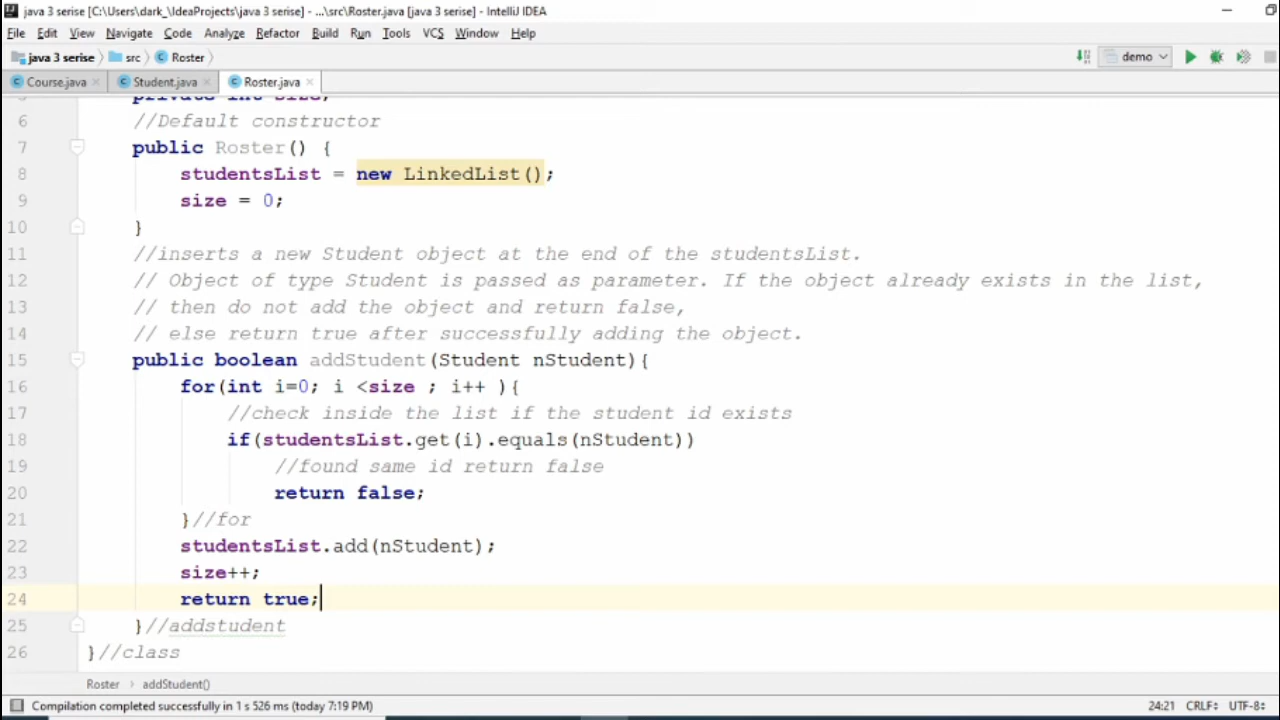 java 3 serise [C:\Users\dark_\IdeaProjects\java 3 serise] - ...\src\Roster.java [java 3 serise] - IntelliJ IDEA
File Edit View Navigate Code Analyze Refactor Build Run Tools VCS Window Help
java 3 serise src Roster demo
Course.java Student.java Roster.java
private int size;
6 //Default constructor
7 public Roster() {
8 studentsList = new LinkedList();
9 size = 0;
10 }
11 //inserts a new Student object at the end of the studentsList.
12 // Object of type Student is passed as parameter. If the object already exists in the list,
13 // then do not add the object and return false,
14 // else return true after successfully adding the object.
15 public boolean addStudent(Student nStudent){
16 for(int i=0; i <size ; i++ ){
17 //check inside the list if the student id exists
18 if(studentsList.get(i).equals(nStudent))
19 //found same id return false
20 return false;
21 }//for
22 studentsList.add(nStudent);
23 size++;
24 return true;
25 }//addstudent
26 }//class
Roster addStudent()
Compilation completed successfully in 1 s 526 ms (today 7:19 PM) 24:21 CRLF UTF-8